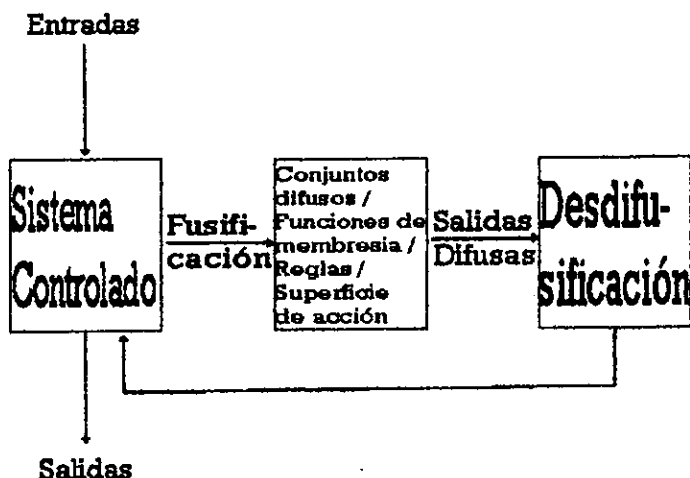 Entradas
Sistema
Controlado
Fusifi-
cación
Conjuntos
difusos /
Funciones de
membresia /
Reglas /
Superficie
de acción
Salidas
Difusas
Desdifu-
sificación
Salidas